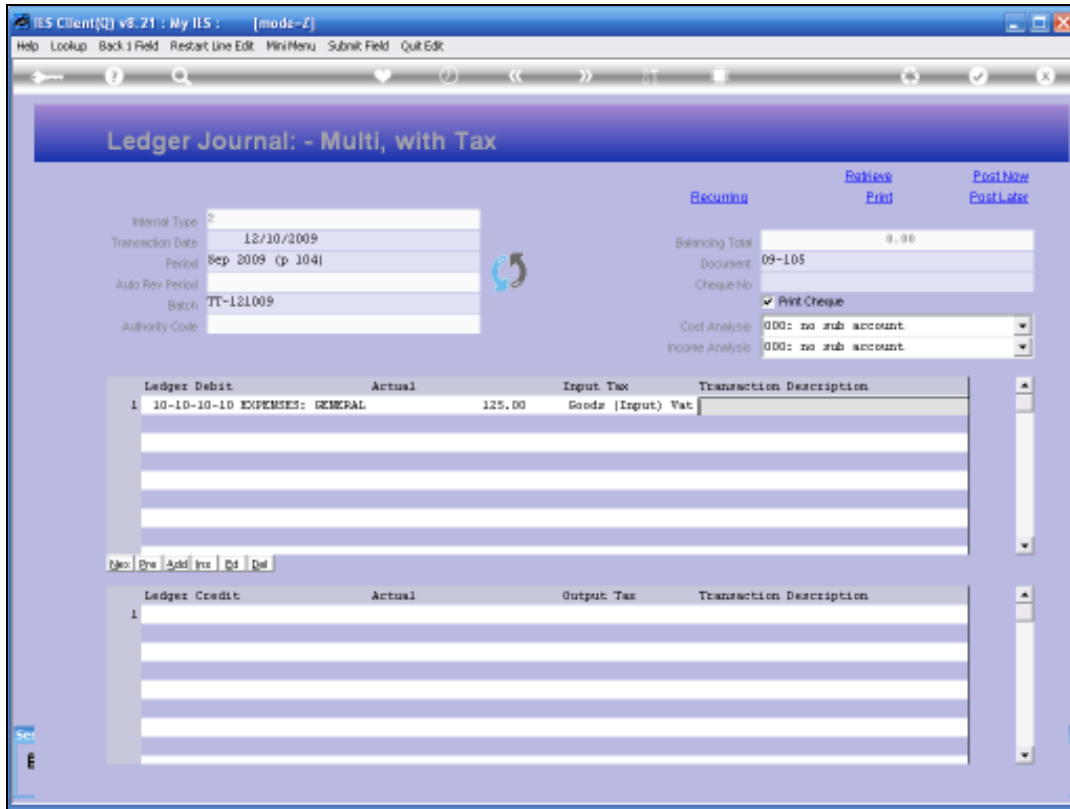 IES Client(Q) v8.21 : My IES : [mode-Z]
Help Lookup Back 1 Field Restart Line Edit MiniMenu Submit Field Quit Edit
Ledger Journal: - Multi, with Tax
Retrieve Post Now
Recurring Print Post Later
Internal Type 2
Transaction Date 12/10/2009
Balancing Total 0.00
Period Sep 2009 (p 104)
Document 09-105
Auto Rev Period
Cheque No
Batch TT-121009
Print Cheque
Authority Code
Cost Analysis 000: no sub account
Income Analysis 000: no sub account
Ledger Debit Actual Input Tax Transaction Description
1 10-10-10-10 EXPENSES: GENERAL 125.00 Goods (Input) Vat
Nex Pre Add Ins Ed Del
Ledger Credit Actual Output Tax Transaction Description
1